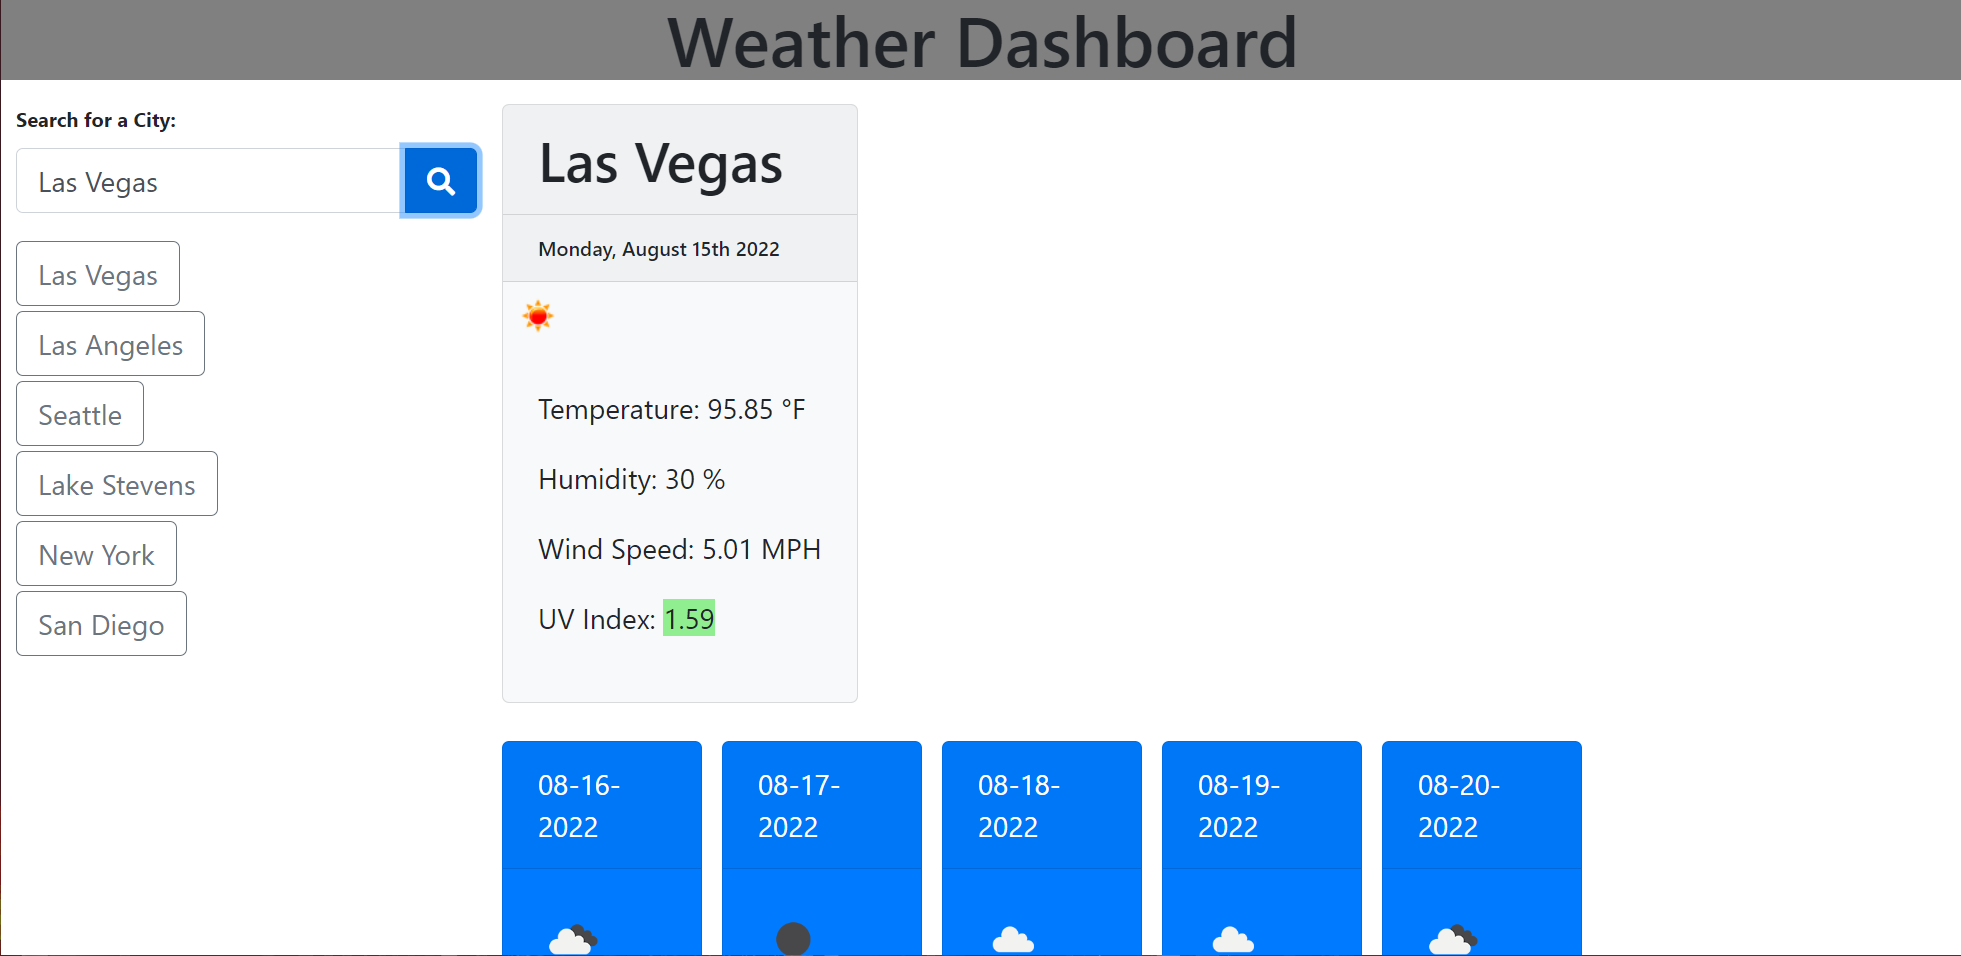 Weather Dashboard
Search for a City:
Las Vegas
Las Vegas
Las Angeles
Seattle
Lake Stevens
New York
San Diego
Las Vegas
Monday, August 15th 2022
Temperature: 95.85 °F
Humidity: 30 %
Wind Speed: 5.01 MPH
UV Index: 1.59
08-16-
2022
08-17-
2022
08-18-
2022
08-19-
2022
08-20-
2022